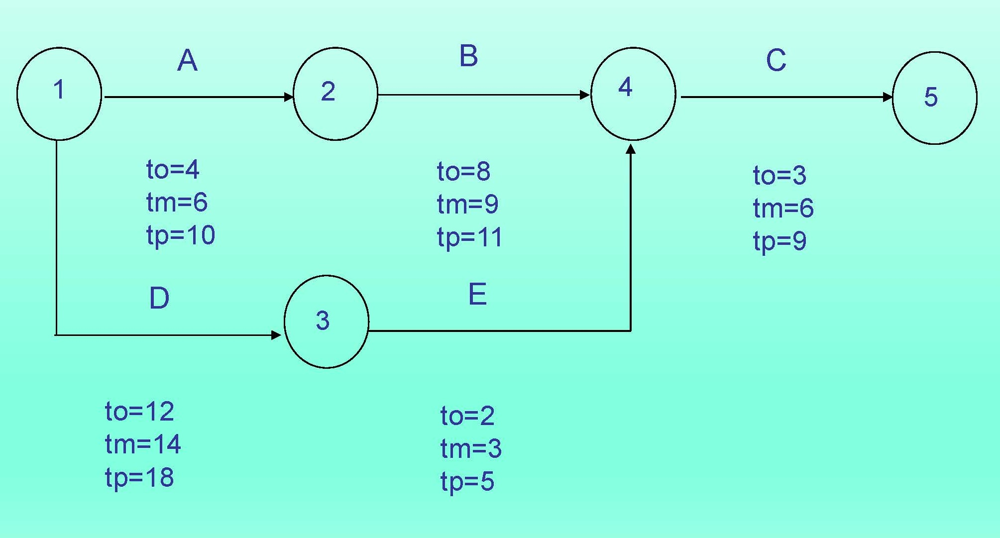 A
B
C
1
2
4
5
to=4
tm=6
tp=10
to=8
tm=9
tp=11
to=3
tm=6
tp=9
D
E
3
to=12
tm=14
tp=18
to=2
tm=3
tp=5